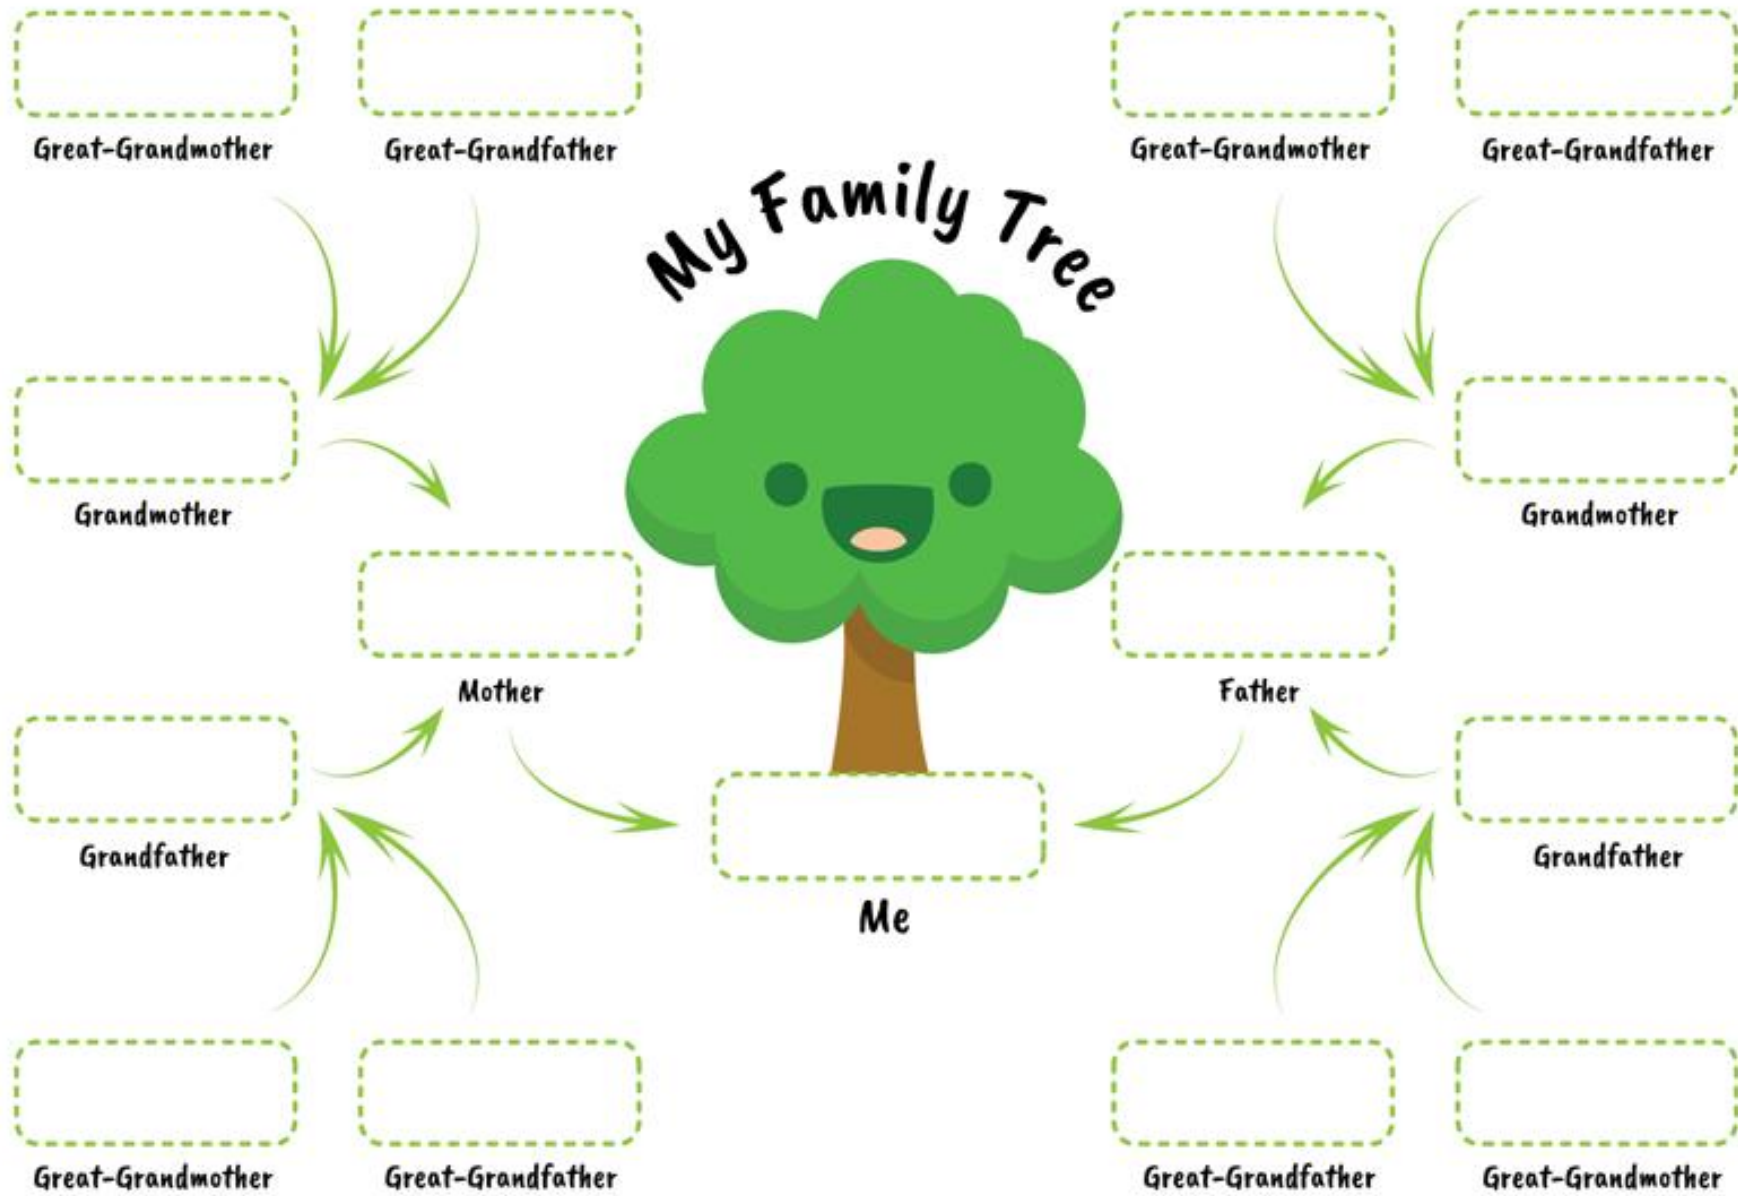 Great-Grandmother
Great-Grandfather
Great-Grandmother
Great-Grandfather
My Family Tree
Grandmother
Grandmother
Mother
Father
Grandfather
Grandfather
Me
Great-Grandmother
Great-Grandfather
Great-Grandfather
Great-Grandmother